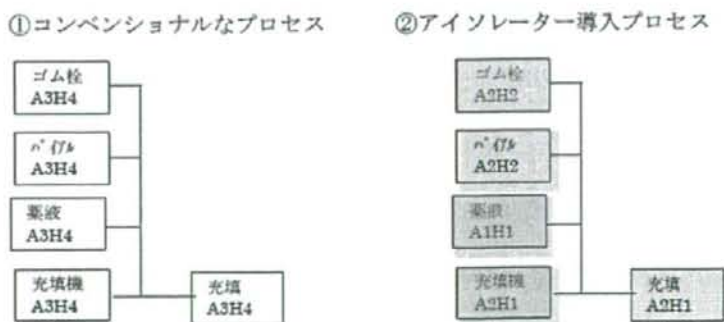 ①コンベンショナルなプロセス
ゴム栓
A3H4
バイアル
A3H4
薬液
A3H4
充填機
A3H4
充填
A3H4
②アイソレーター導入プロセス
ゴム栓
A2H2
バイアル
A2H2
薬液
A1H1
充填機
A2H1
充填
A2H1